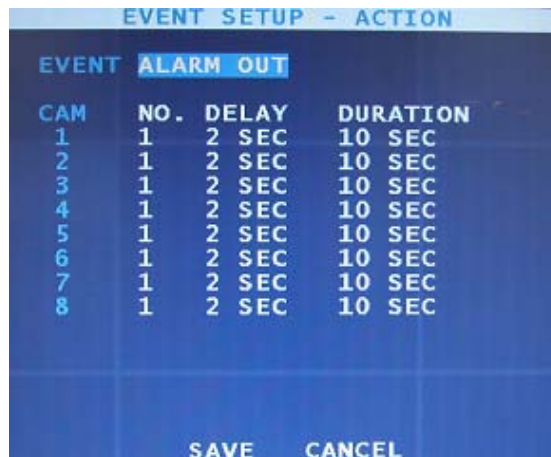 EVENT SETUP - ACTION
EVENT ALARM OUT
CAM NO. DELAY DURATION
1 1 2 SEC 10 SEC
2 1 2 SEC 10 SEC
3 1 2 SEC 10 SEC
4 1 2 SEC 10 SEC
5 1 2 SEC 10 SEC
6 1 2 SEC 10 SEC
7 1 2 SEC 10 SEC
8 1 2 SEC 10 SEC
SAVE CANCEL